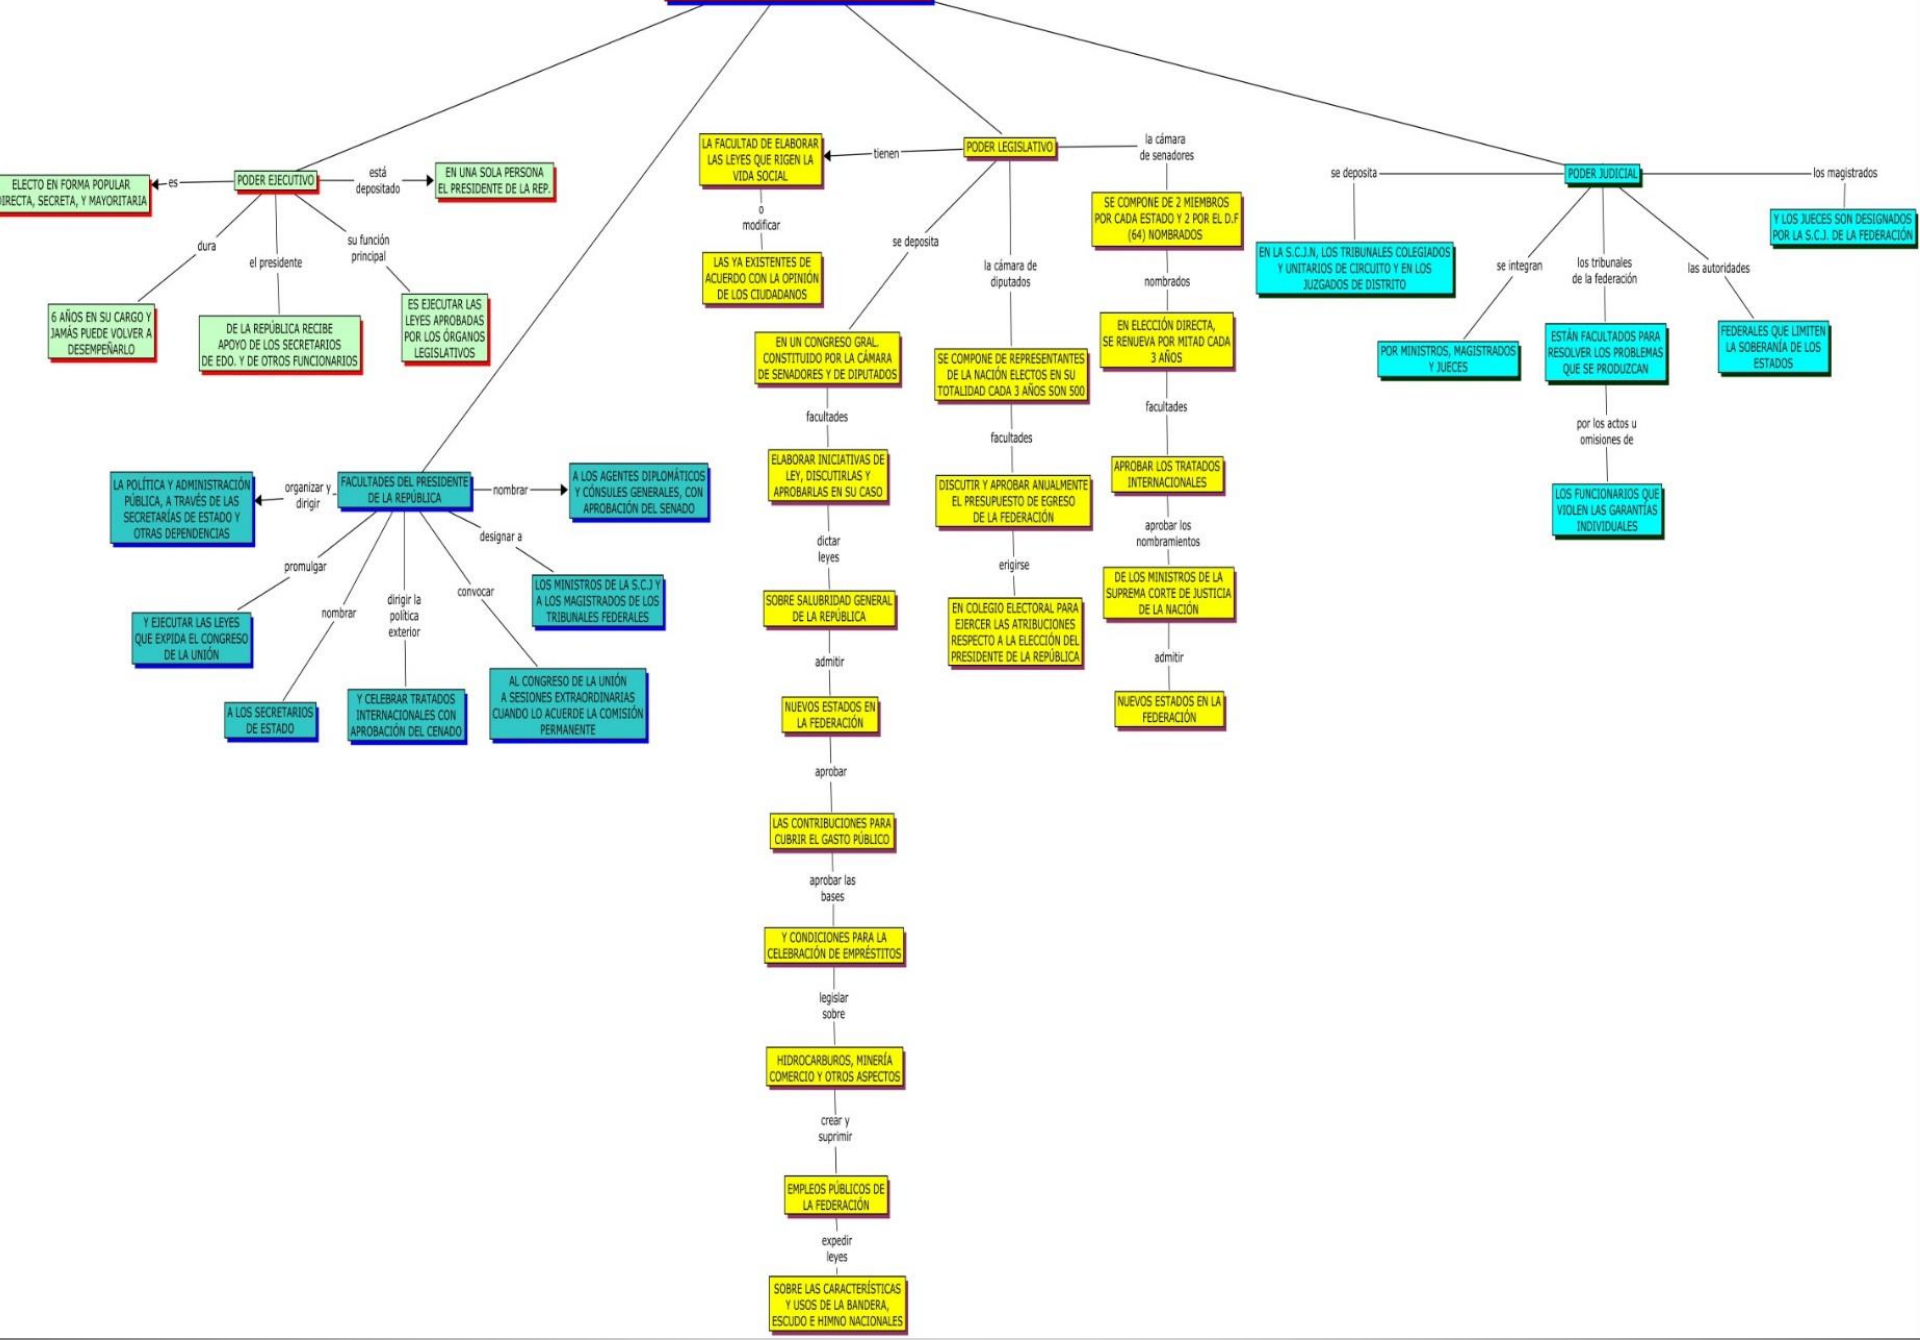 PODER EJECUTIVO
es
ELECTO EN FORMA POPULAR
DIRECTA, SECRETA, Y MAYORITARIA
está
depositado
EN UNA SOLA PERSONA
EL PRESIDENTE DE LA REP.
dura
6 AÑOS EN SU CARGO Y
JAMÁS PUEDE VOLVER A
DESEMPEÑARLO
el presidente
DE LA REPÚBLICA RECIBE
APOYO DE LOS SECRETARIOS
DE EDO. Y DE OTROS FUNCIONARIOS
su función
principal
ES EJECUTAR LAS
LEYES APROBADAS
POR LOS ÓRGANOS
LEGISLATIVOS
FACULTADES DEL PRESIDENTE
DE LA REPÚBLICA
organizar y
dirigir
LA POLÍTICA Y ADMINISTRACIÓN
PÚBLICA, A TRAVÉS DE LAS
SECRETARÍAS DE ESTADO Y
OTRAS DEPENDENCIAS
nombrar
A LOS AGENTES DIPLOMÁTICOS
Y CÓNSULES GENERALES, CON
APROBACIÓN DEL SENADO
promulgar
Y EJECUTAR LAS LEYES
QUE EXPIDA EL CONGRESO
DE LA UNIÓN
nombrar
A LOS SECRETARIOS
DE ESTADO
dirigir la
política
exterior
Y CELEBRAR TRATADOS
INTERNACIONALES CON
APROBACIÓN DEL CENADO
convocar
AL CONGRESO DE LA UNIÓN
A SESIONES EXTRAORDINARIAS
CUANDO LO ACUERDE LA COMISIÓN
PERMANENTE
designar a
LOS MINISTROS DE LA S.C.J Y
A LOS MAGISTRADOS DE LOS
TRIBUNALES FEDERALES
PODER LEGISLATIVO
tienen
LA FACULTAD DE ELABORAR
LAS LEYES QUE RIGEN LA
VIDA SOCIAL
o
modificar
LAS YA EXISTENTES DE
ACUERDO CON LA OPINIÓN
DE LOS CIUDADANOS
se deposita
EN UN CONGRESO GRAL.
CONSTITUIDO POR LA CÁMARA
DE SENADORES Y DE DIPUTADOS
facultades
ELABORAR INICIATIVAS DE
LEY, DISCUTIRLAS Y
APROBARLAS EN SU CASO
dictar
leyes
SOBRE SALUBRIDAD GENERAL
DE LA REPÚBLICA
admitir
NUEVOS ESTADOS EN
LA FEDERACIÓN
aprobar
LAS CONTRIBUCIONES PARA
CUBRIR EL GASTO PÚBLICO
aprobar las
bases
Y CONDICIONES PARA LA
CELEBRACIÓN DE EMPRÉSTITOS
legislar
sobre
HIDROCARBUROS, MINERÍA
COMERCIO Y OTROS ASPECTOS
crear y
suprimir
EMPLEOS PÚBLICOS DE
LA FEDERACIÓN
expedir
leyes
SOBRE LAS CARACTERÍSTICAS
Y USOS DE LA BANDERA,
ESCUDO E HIMNO NACIONALES
la cámara de
diputados
SE COMPONE DE REPRESENTANTES
DE LA NACIÓN ELECTOS EN SU
TOTALIDAD CADA 3 AÑOS SON 500
facultades
DISCUTIR Y APROBAR ANUALMENTE
EL PRESUPUESTO DE EGRESO
DE LA FEDERACIÓN
erigirse
EN COLEGIO ELECTORAL PARA
EJERCER LAS ATRIBUCIONES
RESPECTO A LA ELECCIÓN DEL
PRESIDENTE DE LA REPÚBLICA
la cámara
de senadores
SE COMPONE DE 2 MIEMBROS
POR CADA ESTADO Y 2 POR EL D.F
(64) NOMBRADOS
nombrados
EN ELECCIÓN DIRECTA,
SE RENUEVA POR MITAD CADA
3 AÑOS
facultades
APROBAR LOS TRATADOS
INTERNACIONALES
aprobar los
nombramientos
DE LOS MINISTROS DE LA
SUPREMA CORTE DE JUSTICIA
DE LA NACIÓN
admitir
NUEVOS ESTADOS EN LA
FEDERACIÓN
PODER JUDICIAL
se deposita
EN LA S.C.J.N, LOS TRIBUNALES COLEGIADOS
Y UNITARIOS DE CIRCUITO Y EN LOS
JUZGADOS DE DISTRITO
se integran
POR MINISTROS, MAGISTRADOS
Y JUECES
los tribunales
de la federación
ESTÁN FACULTADOS PARA
RESOLVER LOS PROBLEMAS
QUE SE PRODUZCAN
por los actos u
omisiones de
LOS FUNCIONARIOS QUE
VIOLEN LAS GARANTÍAS
INDIVIDUALES
las autoridades
FEDERALES QUE LIMITEN
LA SOBERANÍA DE LOS
ESTADOS
los magistrados
Y LOS JUECES SON DESIGNADOS
POR LA S.C.J. DE LA FEDERACIÓN